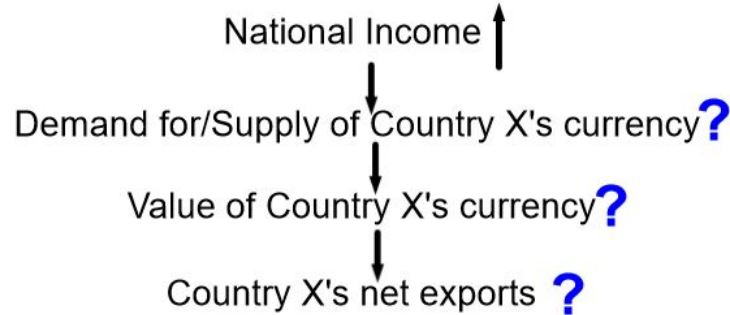 National Income
Demand for/Supply of Country X's currency?
Value of Country X's currency?
Country X's net exports ?